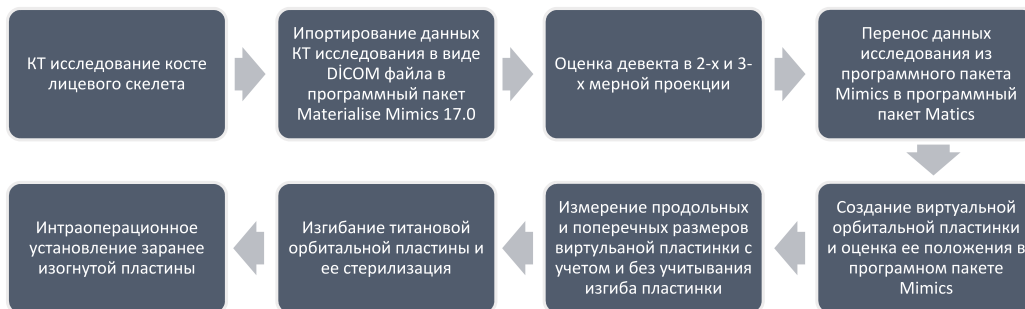 КТ исследование косте
лицевого скелета
Ипортирование данных
КТ исследования в виде
DİCOM файла в
программный пакет
Materialise Mimics 17.0
Оценка девекта в 2-х и 3-
х мерной проекции
Перенос данных
исследования из
программного пакета
Mimics в программный
пакет Matics
Создание виртуальной
орбитальной пластинки
и оценка ее положения в
програмном пакете
Mimics
Измерение продольных
и поперечных размеров
виртульаной пластинки с
учетом и без учитывания
изгиба пластинки
Изгибание титановой
орбитальной пластины и
ее стерилизация
Интраоперационное
установление заранее
изогнутой пластины